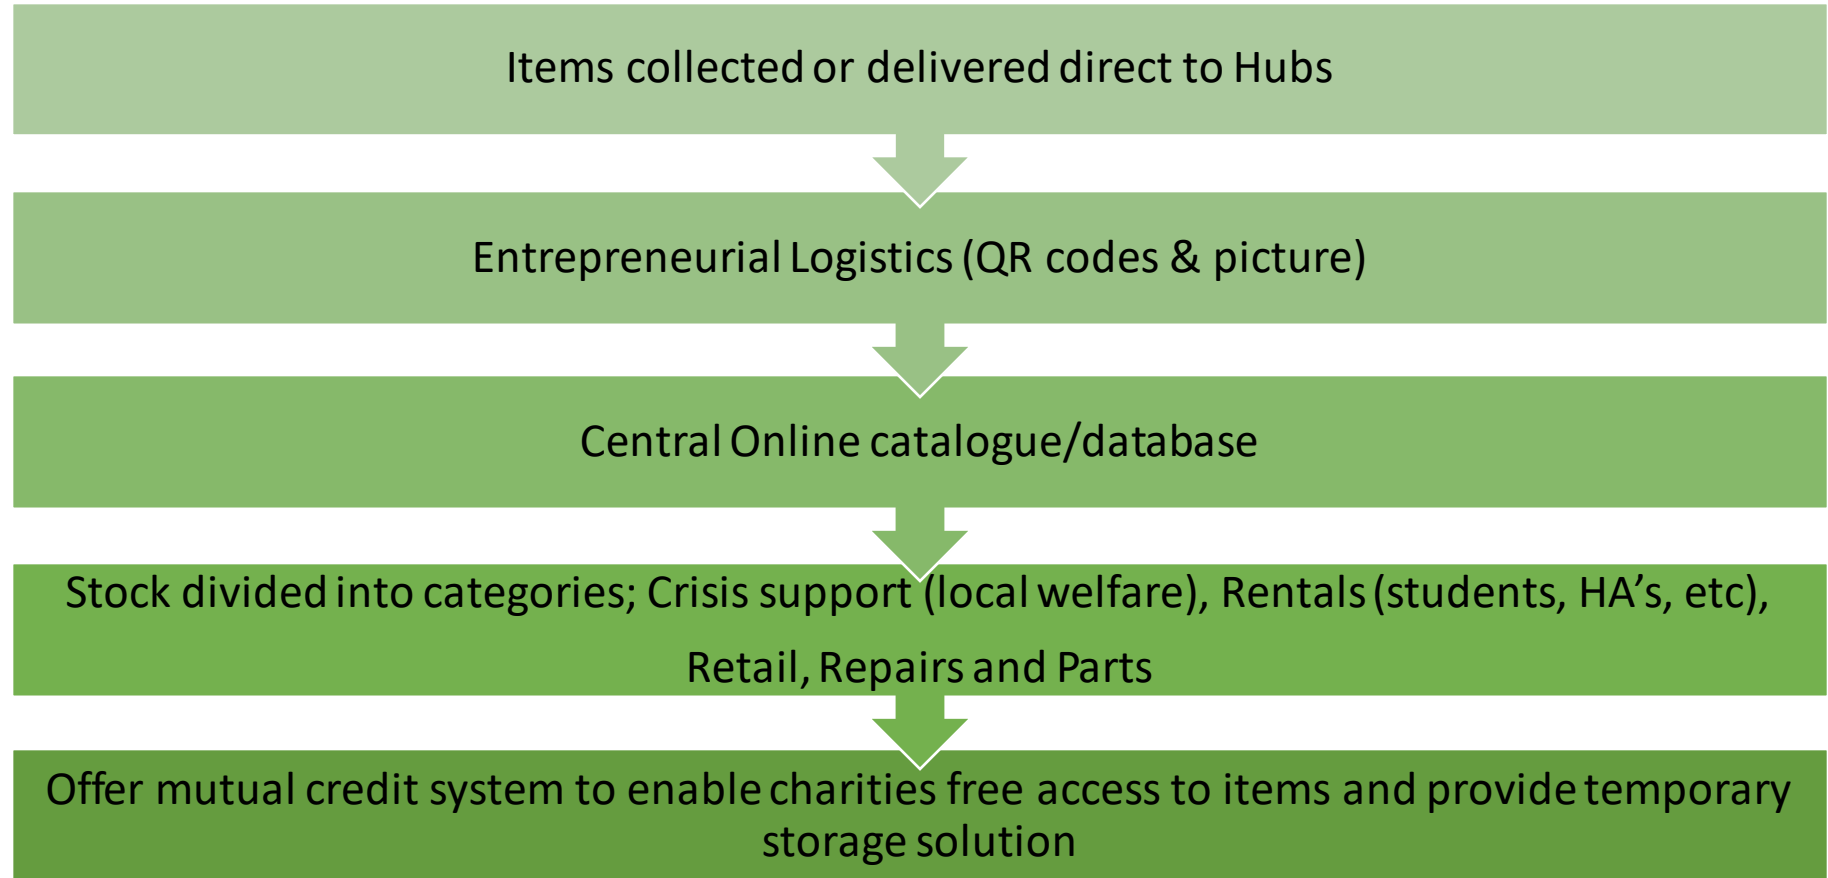 Items collected or delivered direct to Hubs
Entrepreneurial Logistics (QR codes & picture)
Central Online catalogue/database
Stock divided into categories; Crisis support (local welfare), Rentals (students, HA’s, etc),
Retail, Repairs and Parts
Offer mutual credit system to enable charities free access to items and provide temporary
storage solution